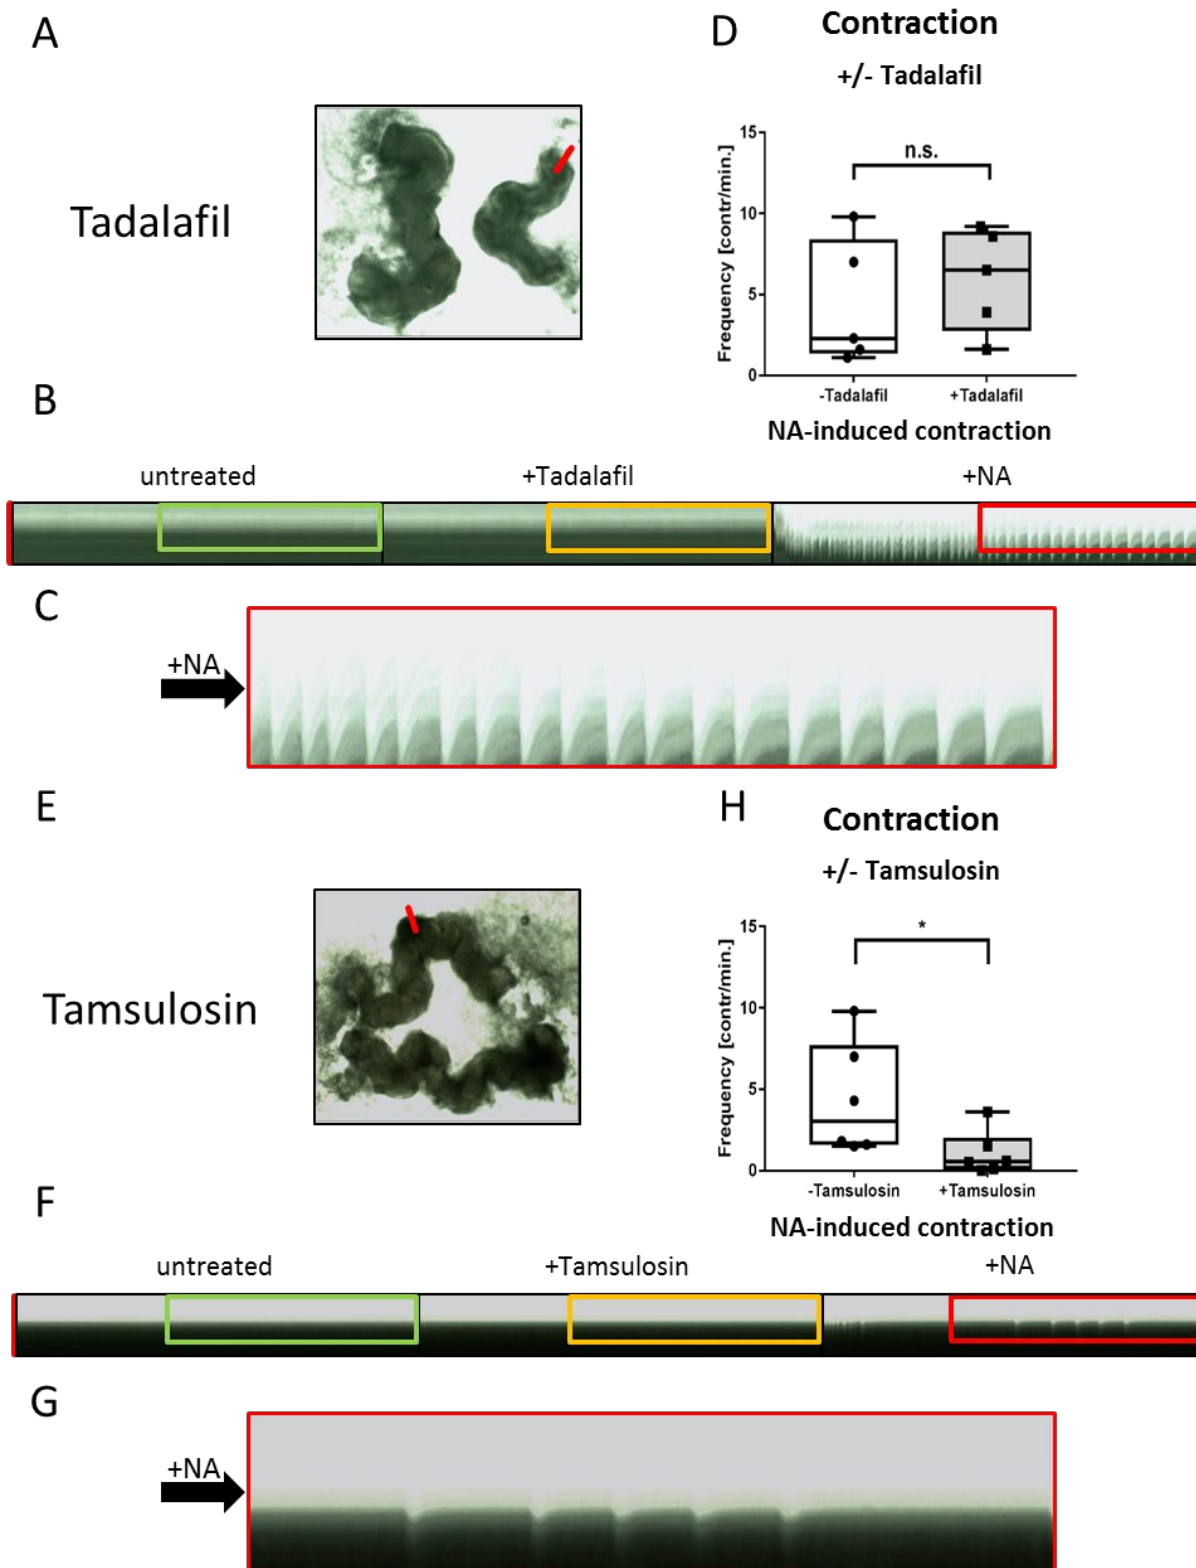 A
Tadalafil
D
Contraction
+/- Tadalafil
15
10
5
0
Frequency [contr/min.]
n.s.
-Tadalafil +Tadalafil
NA-induced contraction
B
untreated +Tadalafil +NA
C
+NA
E
Tamsulosin
H
Contraction
+/- Tamsulosin
15
10
5
0
Frequency [contr/min.]
*
-Tamsulosin +Tamsulosin
NA-induced contraction
F
untreated +Tamsulosin +NA
G
+NA